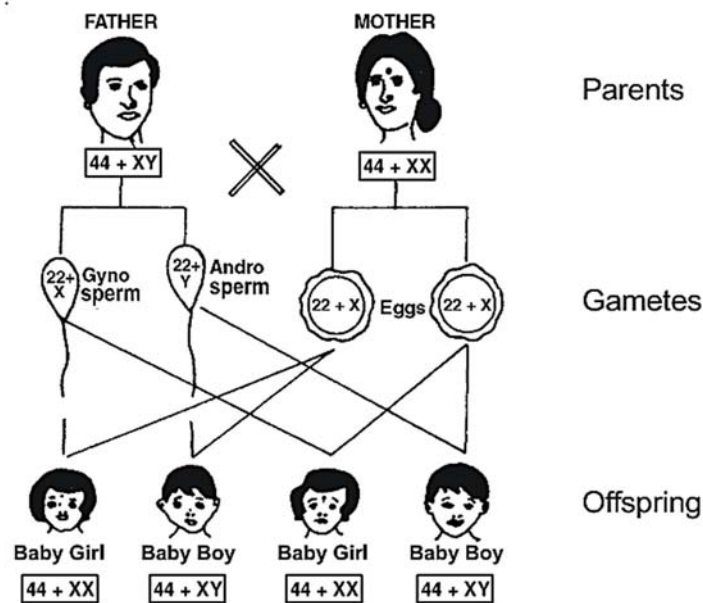 FATHER MOTHER
Parents
44 + XY 44 + XX
22+ X Gyno sperm
22+ Y Andro sperm
22 + X Eggs 22 + X
Gametes
Offspring
Baby Girl Baby Boy Baby Girl Baby Boy
44 + XX 44 + XY 44 + XX 44 + XY